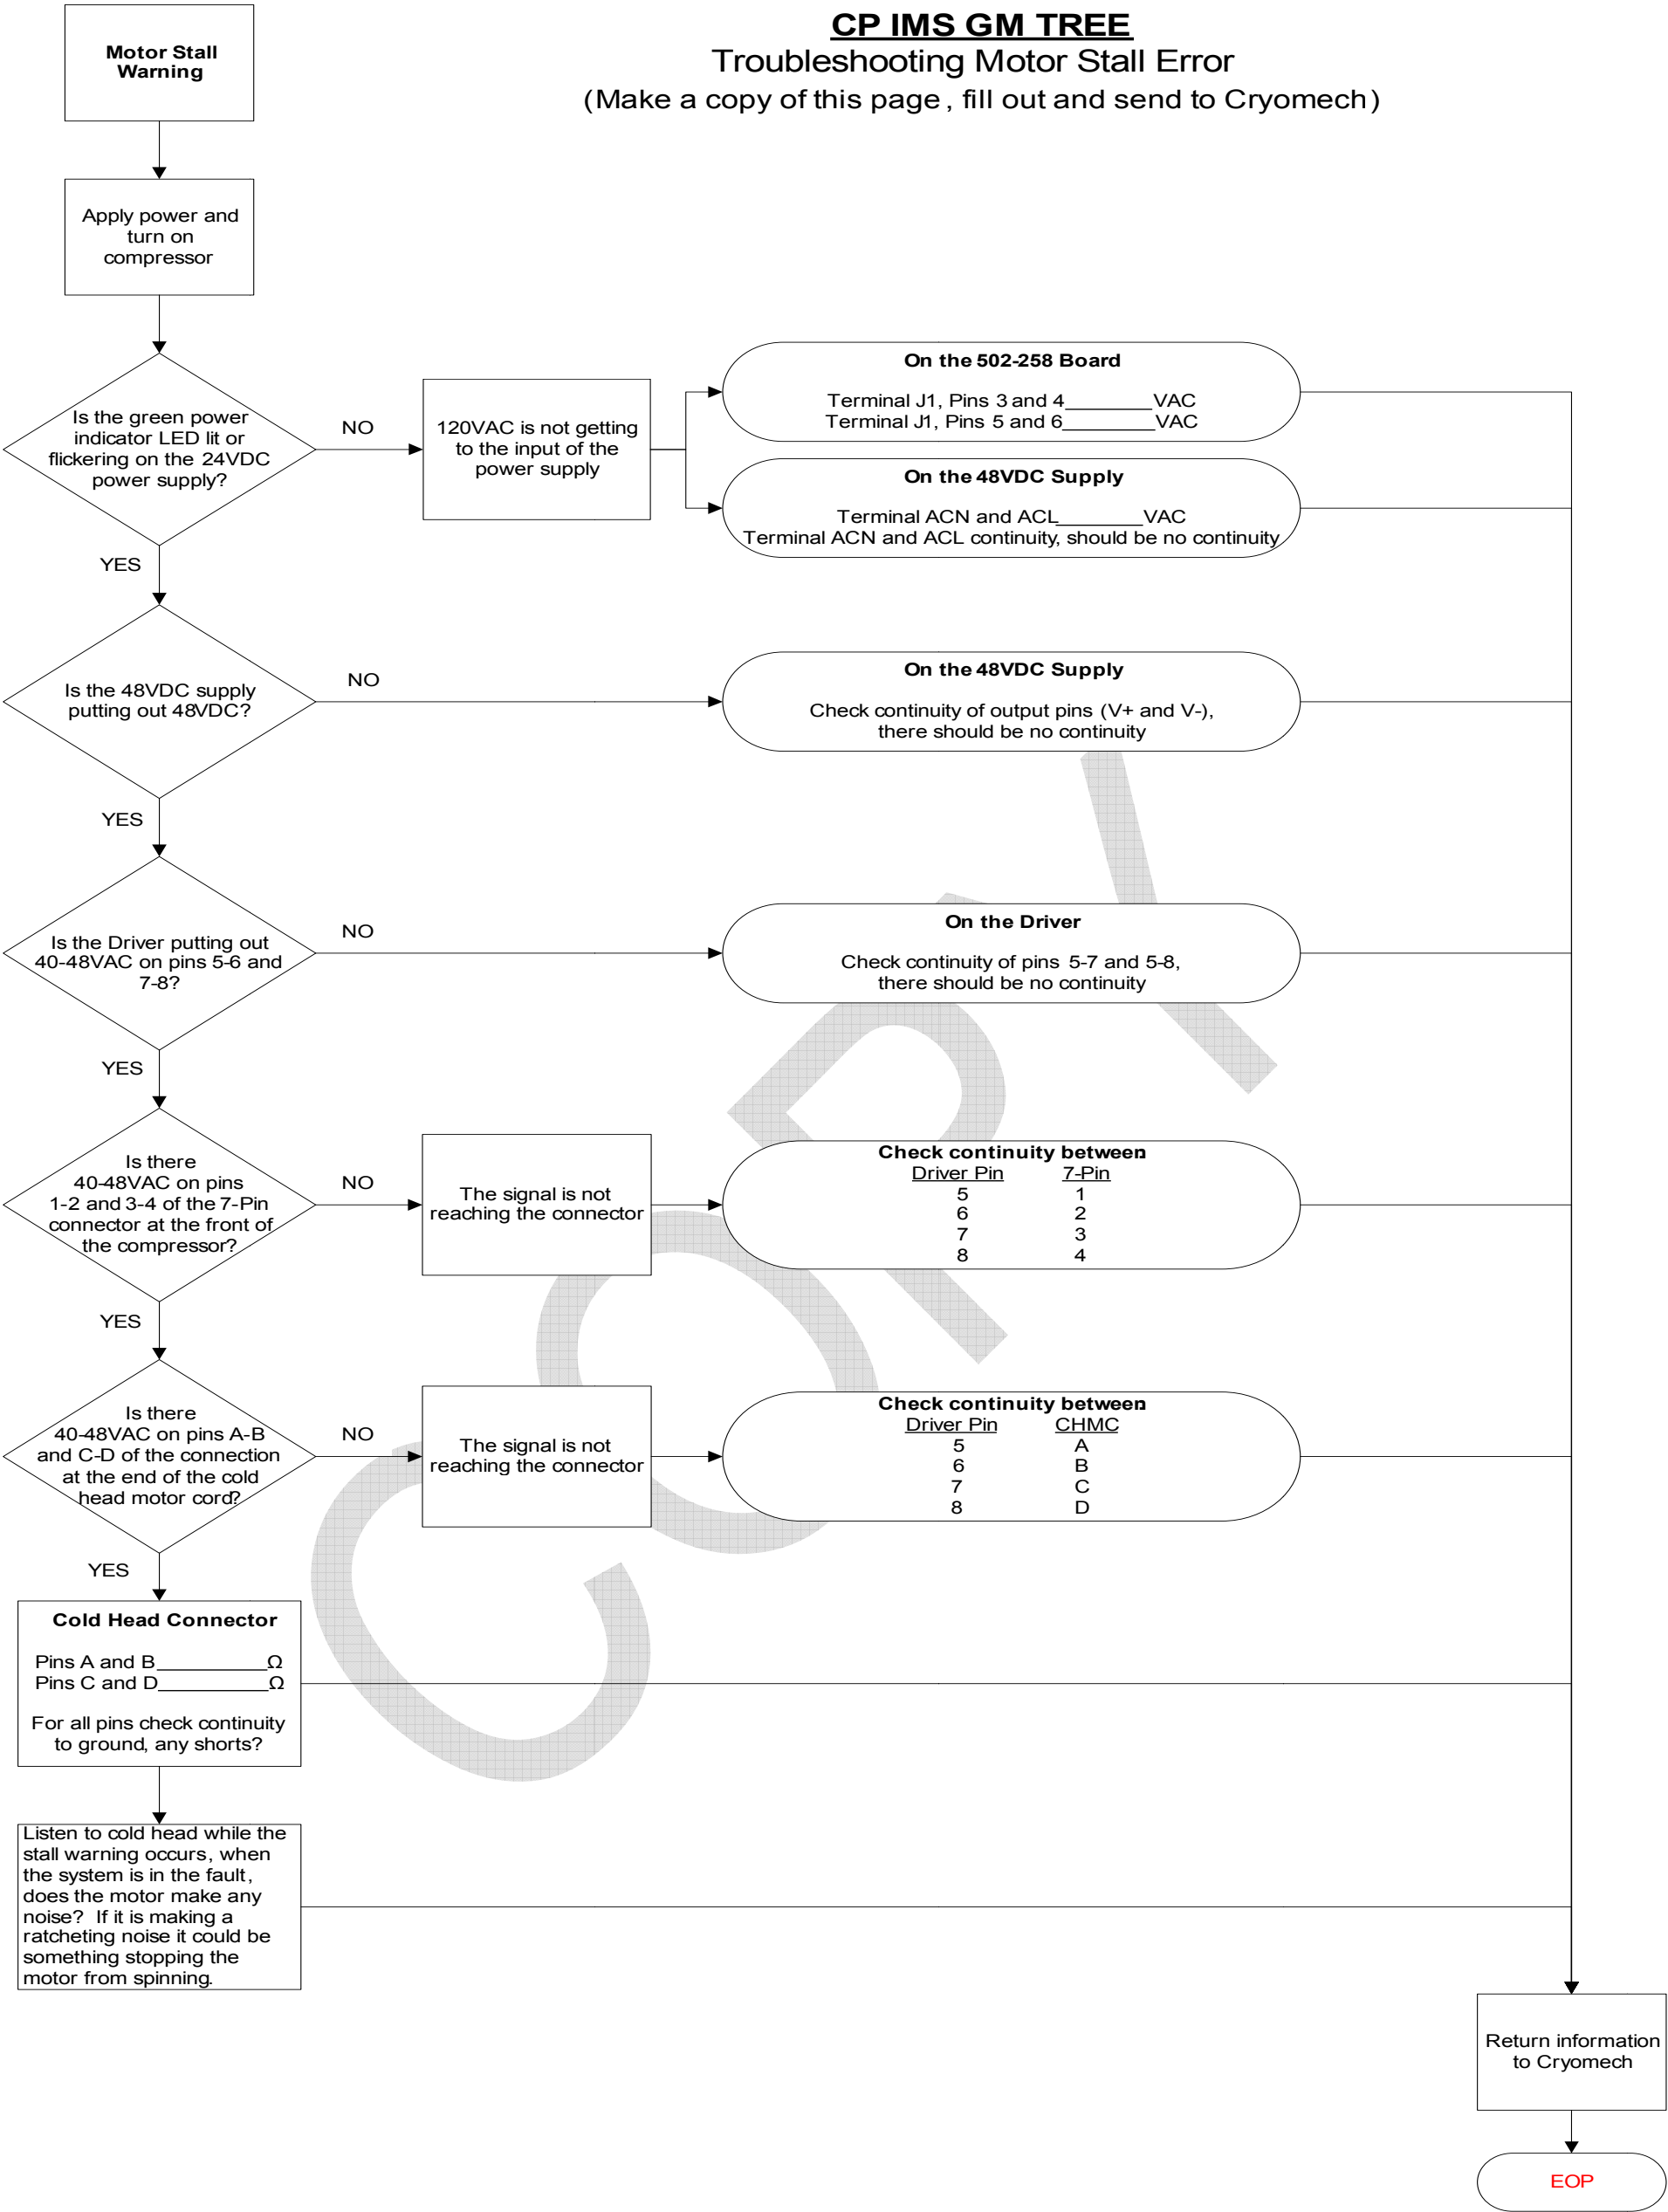 CP IMS GM TREE
Troubleshooting Motor Stall Error
(Make a copy of this page, fill out and send to Cryomech)
Motor Stall
Warning
Apply power and
turn on
compressor
Is the green power
indicator LED lit or
flickering on the 24VDC
power supply?
NO
120VAC is not getting
to the input of the
power supply
On the 502-258 Board
Terminal J1, Pins 3 and 4________VAC
Terminal J1, Pins 5 and 6________VAC
On the 48VDC Supply
Terminal ACN and ACL________VAC
Terminal ACN and ACL continuity, should be no continuity
YES
Is the 48VDC supply
putting out 48VDC?
NO
On the 48VDC Supply
Check continuity of output pins (V+ and V-),
there should be no continuity
YES
Is the Driver putting out
40-48VAC on pins 5-6 and
7-8?
NO
On the Driver
Check continuity of pins 5-7 and 5-8,
there should be no continuity
YES
Is there
40-48VAC on pins
1-2 and 3-4 of the 7-Pin
connector at the front of
the compressor?
NO
The signal is not
reaching the connector
Check continuity between:
Driver Pin 7-Pin
5 1
6 2
7 3
8 4
YES
Is there
40-48VAC on pins A-B
and C-D of the connection
at the end of the cold
head motor cord?
NO
The signal is not
reaching the connector
Check continuity between:
Driver Pin CHMC
5 A
6 B
7 C
8 D
YES
Cold Head Connector
Pins A and B__________Ω
Pins C and D__________Ω
For all pins check continuity
to ground, any shorts?
Listen to cold head while the
stall warning occurs, when
the system is in the fault,
does the motor make any
noise? If it is making a
ratcheting noise it could be
something stopping the
motor from spinning.
Return information
to Cryomech
EOP
COPY